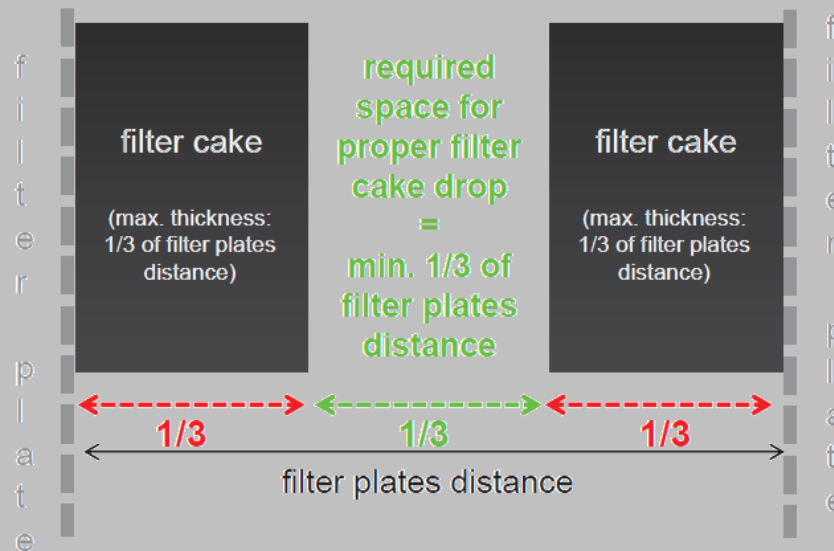 filter plate
filter cake
(max. thickness:
1/3 of filter plates
distance)
required
space for
proper filter
cake drop
=
min. 1/3 of
filter plates
distance
filter cake
(max. thickness:
1/3 of filter plates
distance)
filter plate
1/3
1/3
1/3
filter plates distance